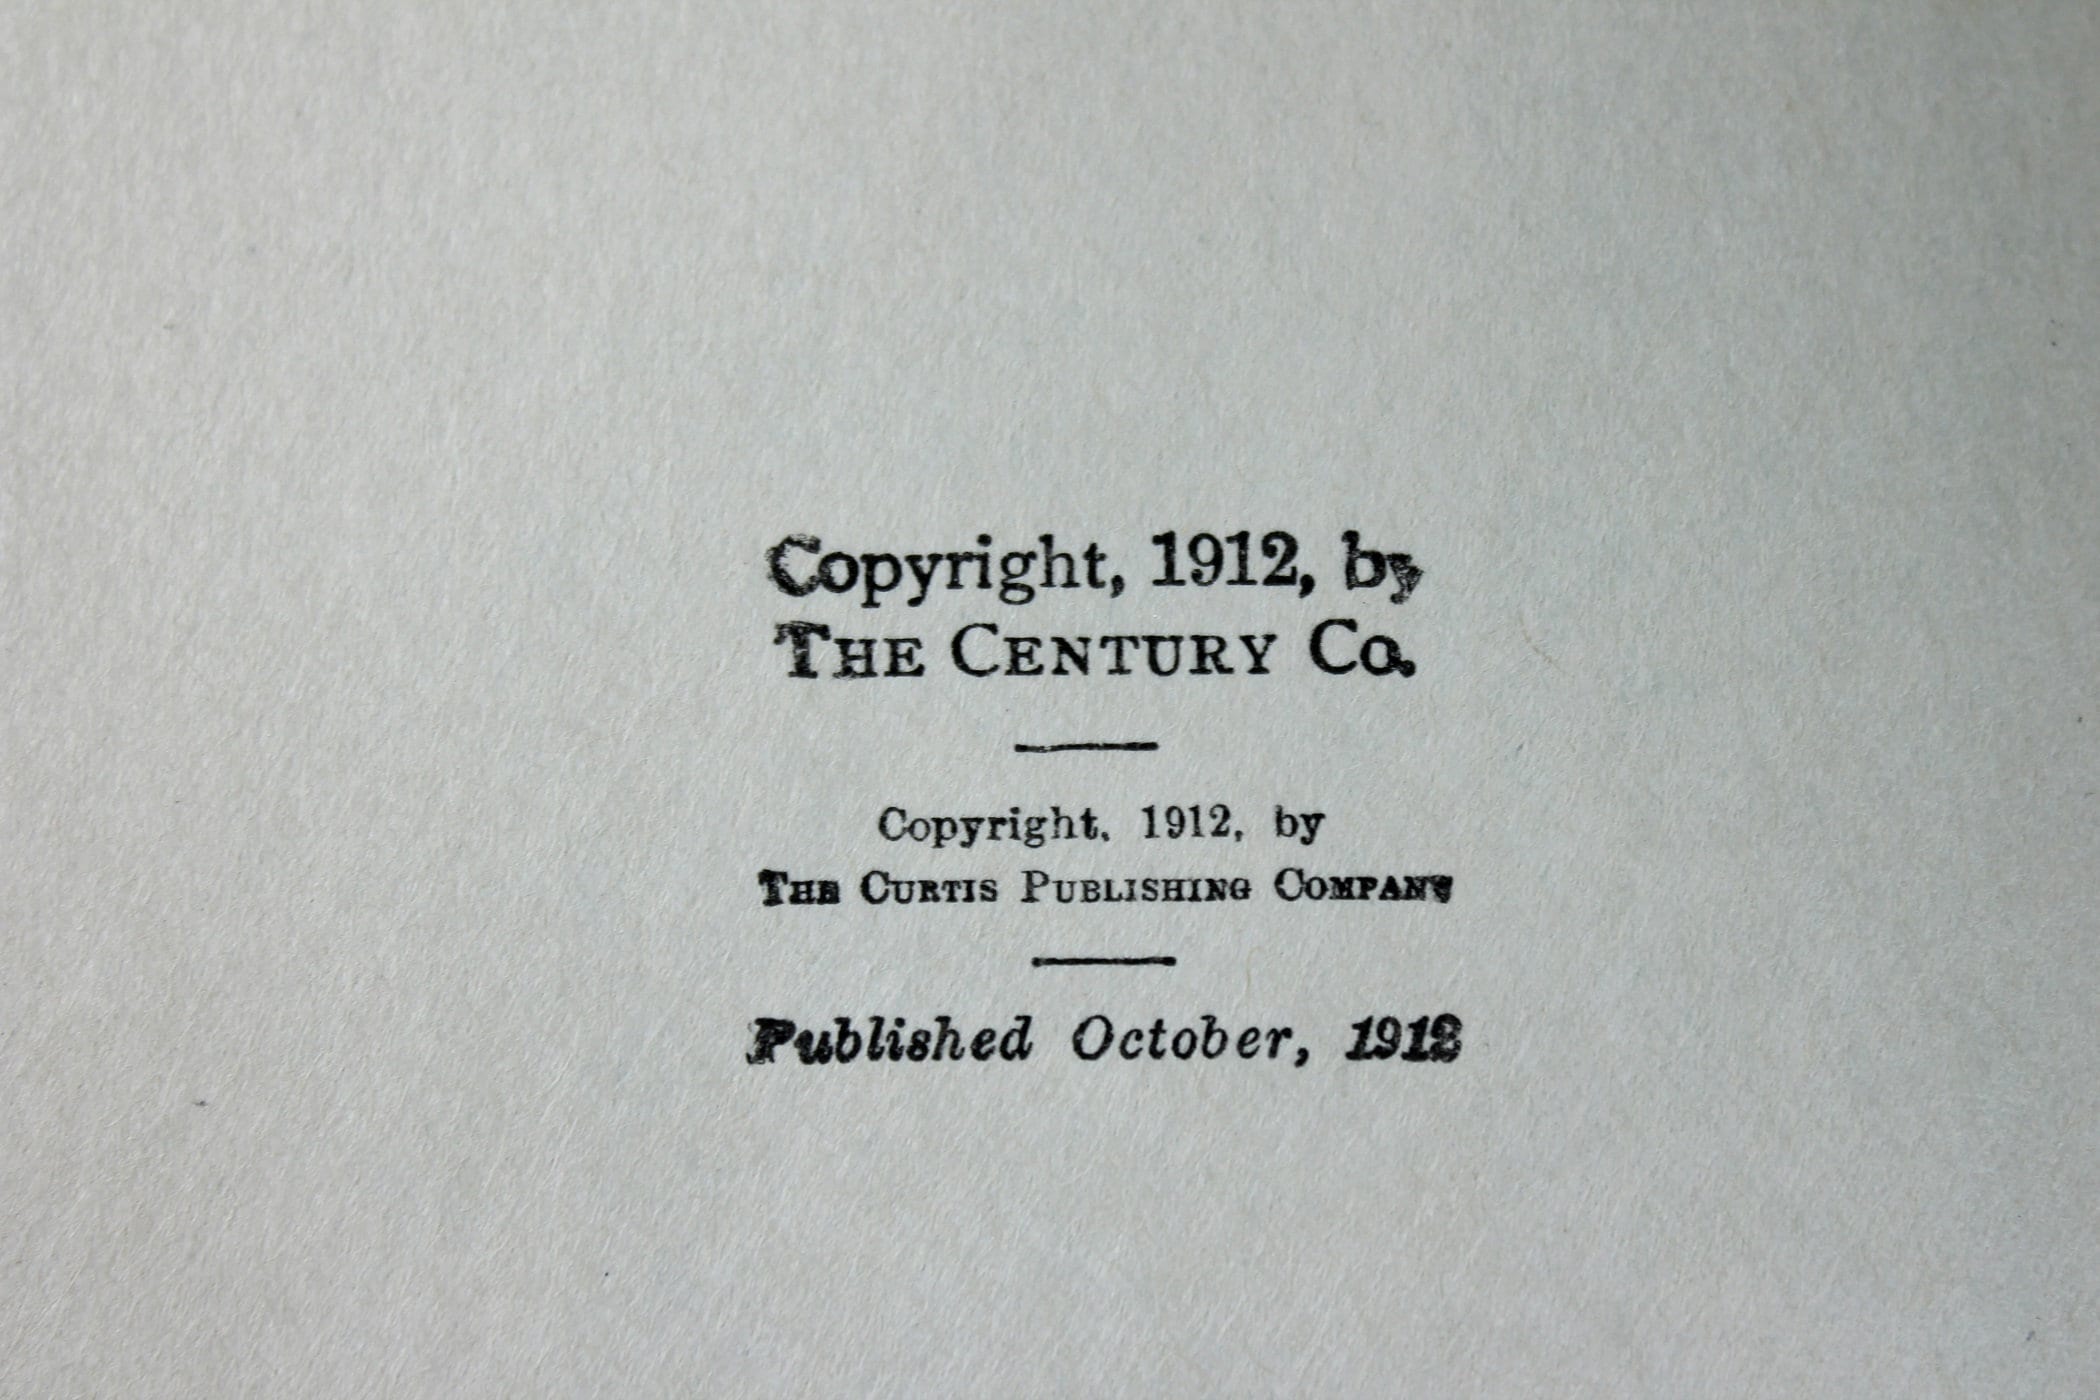 Copyright, 1912, by
THE CENTURY CO.
Copyright, 1912, by
THE CURTIS PUBLISHING COMPANY
Published October, 1912